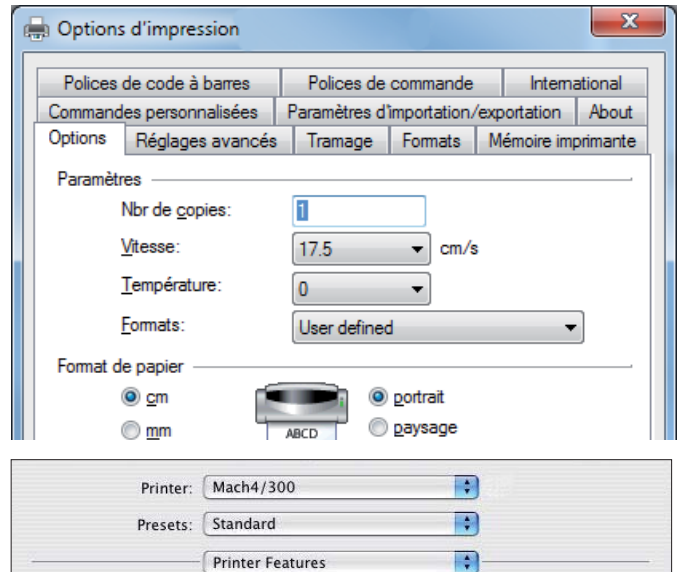 Options d'impression
X
Polices de code à barres Polices de commande International
Commandes personnalisées Paramètres d'importation/exportation About
Options Réglages avancés Tramage Formats Mémoire imprimante
Paramètres
Nbr de copies: 1
Vitesse: 17.5 cm/s
Température: 0
Formats: User defined
Format de papier
cm ABCD portrait
mm paysage
Printer: Mach4/300
Presets: Standard
Printer Features